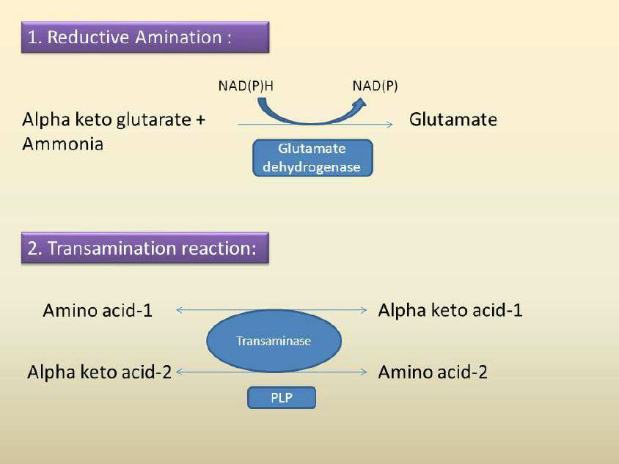 1. Reductive Amination :
NAD(P)H NAD(P)
Alpha keto glutarate + Glutamate
Ammonia
Glutamate
dehydrogenase
2. Transamination reaction:
Amino acid-1 Alpha keto acid-1
Transaminase
Alpha keto acid-2 Amino acid-2
PLP